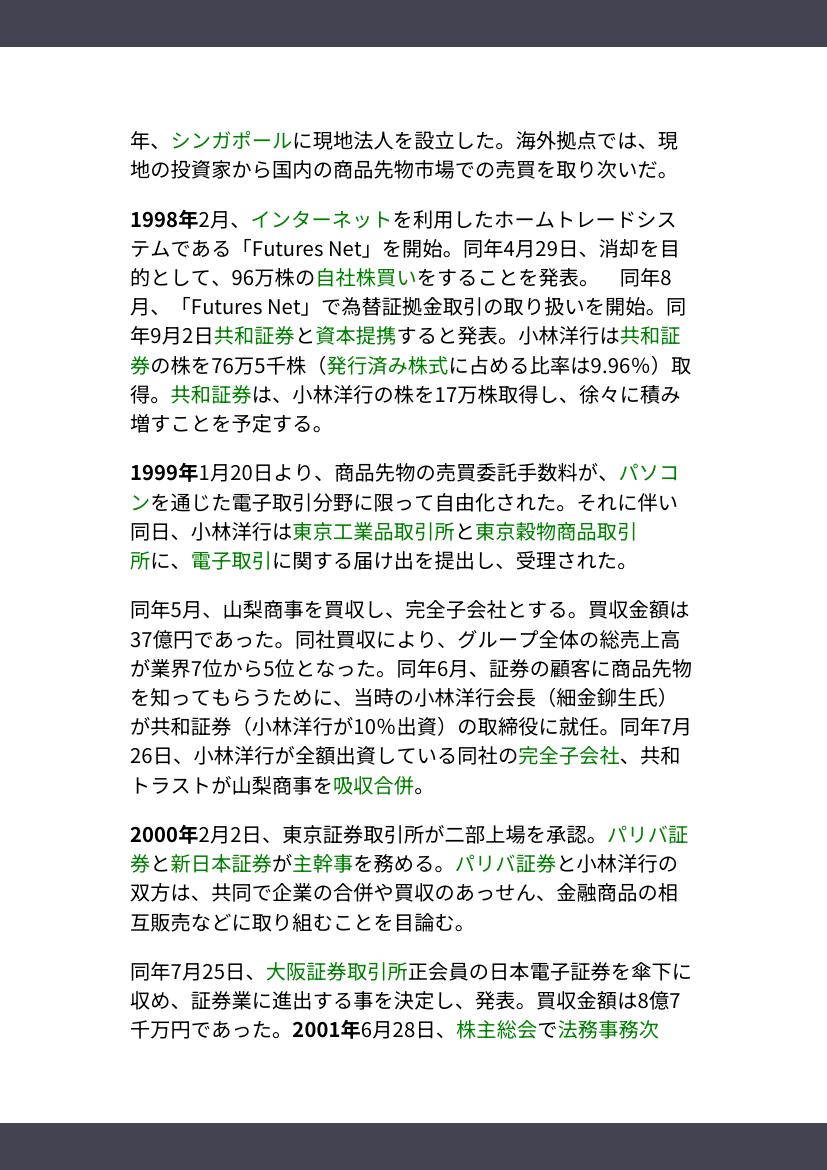 年、シンガポールに現地法人を設立した。海外拠点では、現
地の投資家から国内の商品先物市場での売買を取り次いだ。
1998年2月、インターネットを利用したホームトレードシス
テムである「Futures Net」を開始。同年4月29日、消却を目
的として、96万株の自社株買いをすることを発表。　同年8
月、「Futures Net」で為替証拠金取引の取り扱いを開始。同
年9月2日共和証券と資本提携すると発表。小林洋行は共和証
券の株を76万5千株（発行済み株式に占める比率は9.96%）取
得。共和証券は、小林洋行の株を17万株取得し、徐々に積み
増すことを予定する。
1999年1月20日より、商品先物の売買委託手数料が、パソコ
ンを通じた電子取引分野に限って自由化された。それに伴い
同日、小林洋行は東京工業品取引所と東京穀物商品取引
所に、電子取引に関する届け出を提出し、受理された。
同年5月、山梨商事を買収し、完全子会社とする。買収金額は
37億円であった。同社買収により、グループ全体の総売上高
が業界7位から5位となった。同年6月、証券の顧客に商品先物
を知ってもらうために、当時の小林洋行会長（細金鉚生氏）
が共和証券（小林洋行が10%出資）の取締役に就任。同年7月
26日、小林洋行が全額出資している同社の完全子会社、共和
トラストが山梨商事を吸収合併。
2000年2月2日、東京証券取引所が二部上場を承認。パリバ証
券と新日本証券が主幹事を務める。パリバ証券と小林洋行の
双方は、共同で企業の合併や買収のあっせん、金融商品の相
互販売などに取り組むことを目論む。
同年7月25日、大阪証券取引所正会員の日本電子証券を傘下に
収め、証券業に進出する事を決定し、発表。買収金額は8億7
千万円であった。2001年6月28日、株主総会で法務事務次